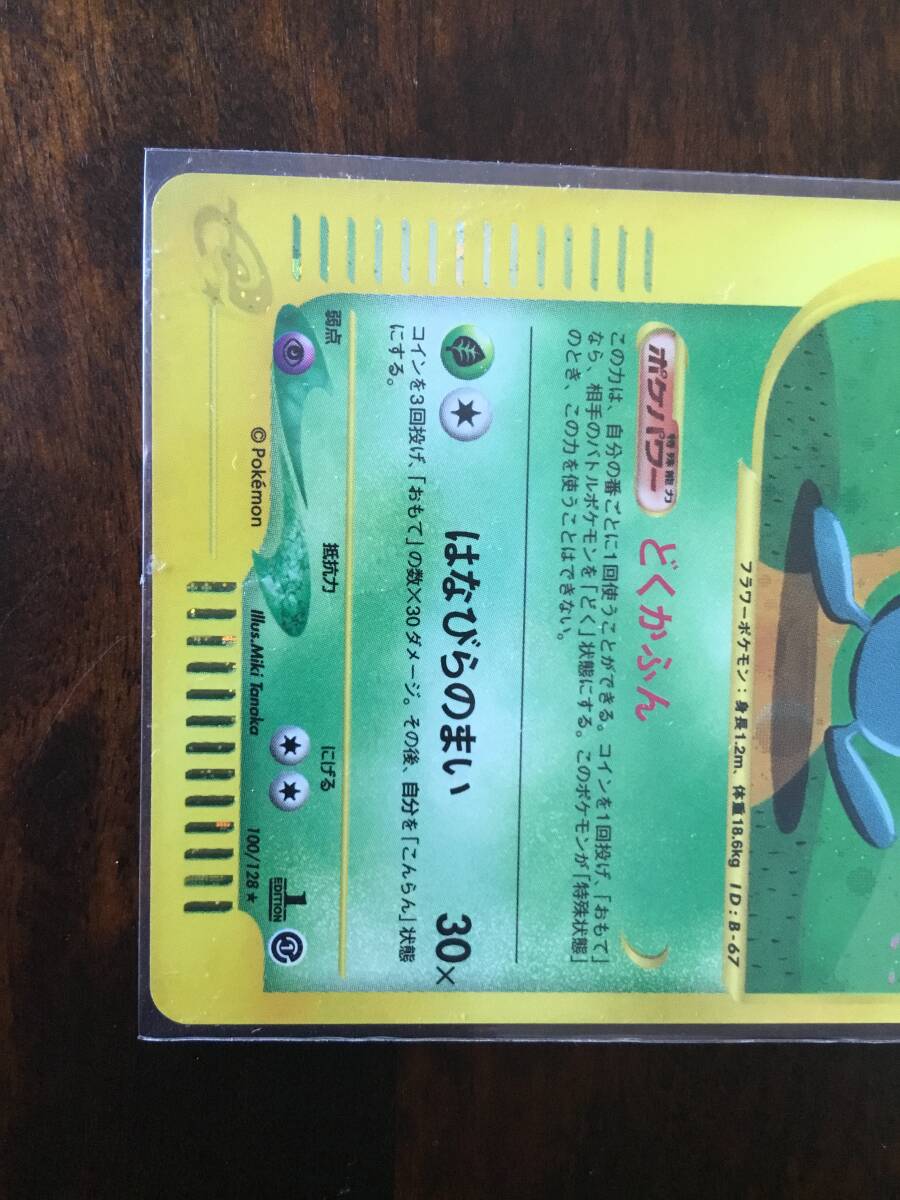 フラワーポケモン：身長1.2m、体重18.6kg ID：B-67
ポケパワー
特殊能力
どくかふん
この力は、自分の番ごとに1回使うことができる。コインを1回投げ、「おもて」
なら、相手のバトルポケモンを「どく」状態にする。このポケモンが「特殊状態」
のとき、この力を使うことはできない。
はなびらのまい 30×
コインを3回投げ、「おもて」の数×30ダメージ。その後、自分を「こんらん」状態
にする。
弱点 抵抗力 にげる
© Pokémon Illus.Miki Tanaka 100/128★
1
EDITION